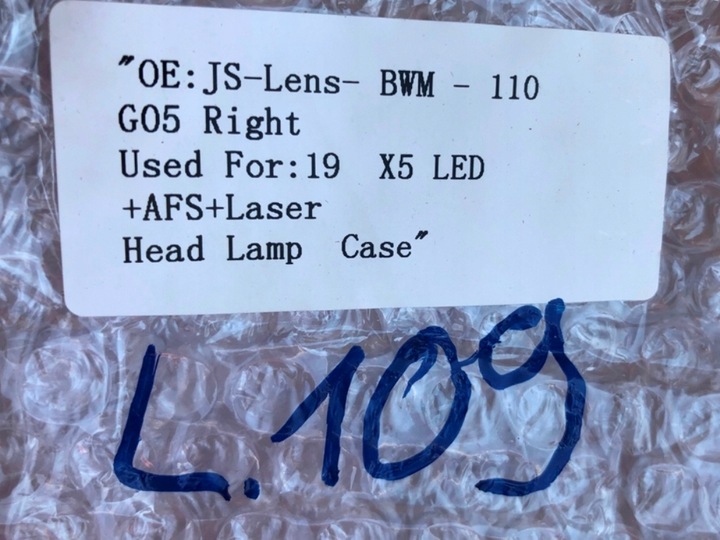 "OE:JS-Lens- BWM - 110
G05 Right
Used For:19 X5 LED
+AFS+Laser
Head Lamp Case"
L.109